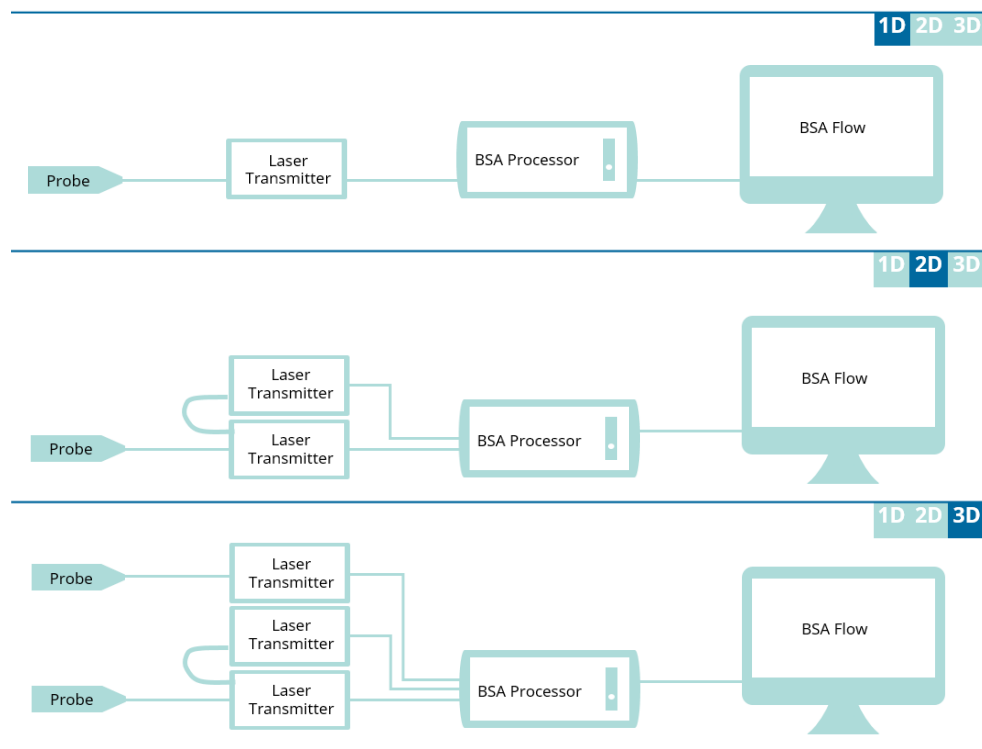 1D 2D 3D
BSA Flow
Laser
Transmitter
BSA Processor
Probe
1D 2D 3D
Laser
Transmitter
BSA Flow
Laser
Transmitter
BSA Processor
Probe
1D 2D 3D
Laser
Transmitter
Probe
Laser
Transmitter
BSA Flow
Laser
Transmitter
BSA Processor
Probe